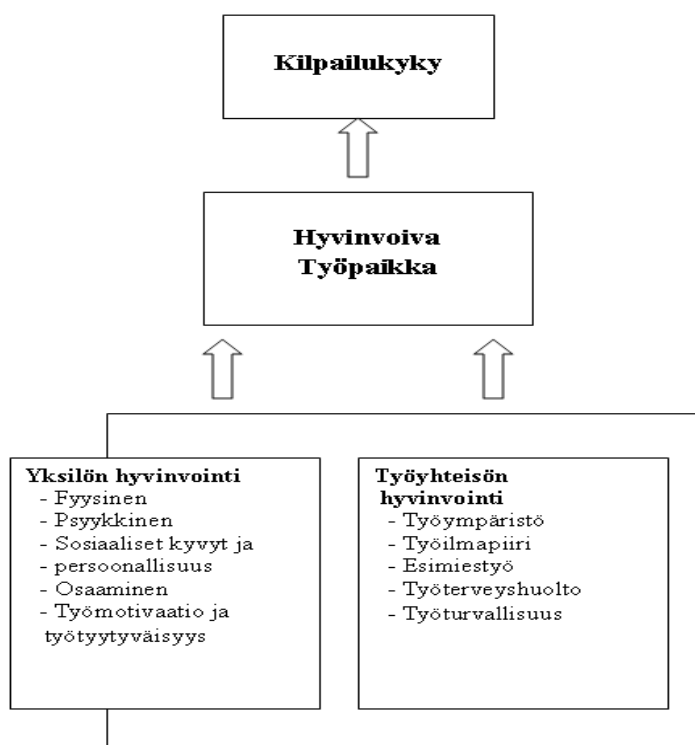 Kilpailukyky
Hyvinvoiva
Työpaikka
Yksilön hyvinvointi
- Fyysinen
- Psyykkinen
- Sosiaaliset kyvyt ja
- persoonallisuus
- Osaaminen
- Työmotivaatio ja
työtyytyväisyys
Työyhteisön
hyvinvointi
- Työympäristö
- Työilmapiiri
- Esimiestyö
- Työterveyshuolto
- Työturvallisuus